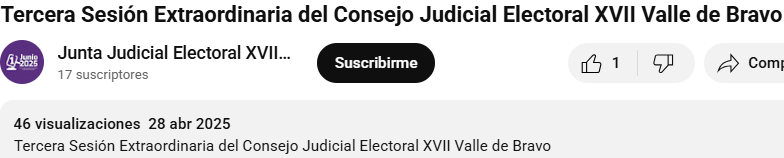 Tercera Sesión Extraordinaria del Consejo Judicial Electoral XVII Valle de Bravo
Junta Judicial Electoral XVII...
17 suscriptores
Junio
2025
Suscribirme
1
Comp
46 visualizaciones 28 abr 2025
Tercera Sesión Extraordinaria del Consejo Judicial Electoral XVII Valle de Bravo